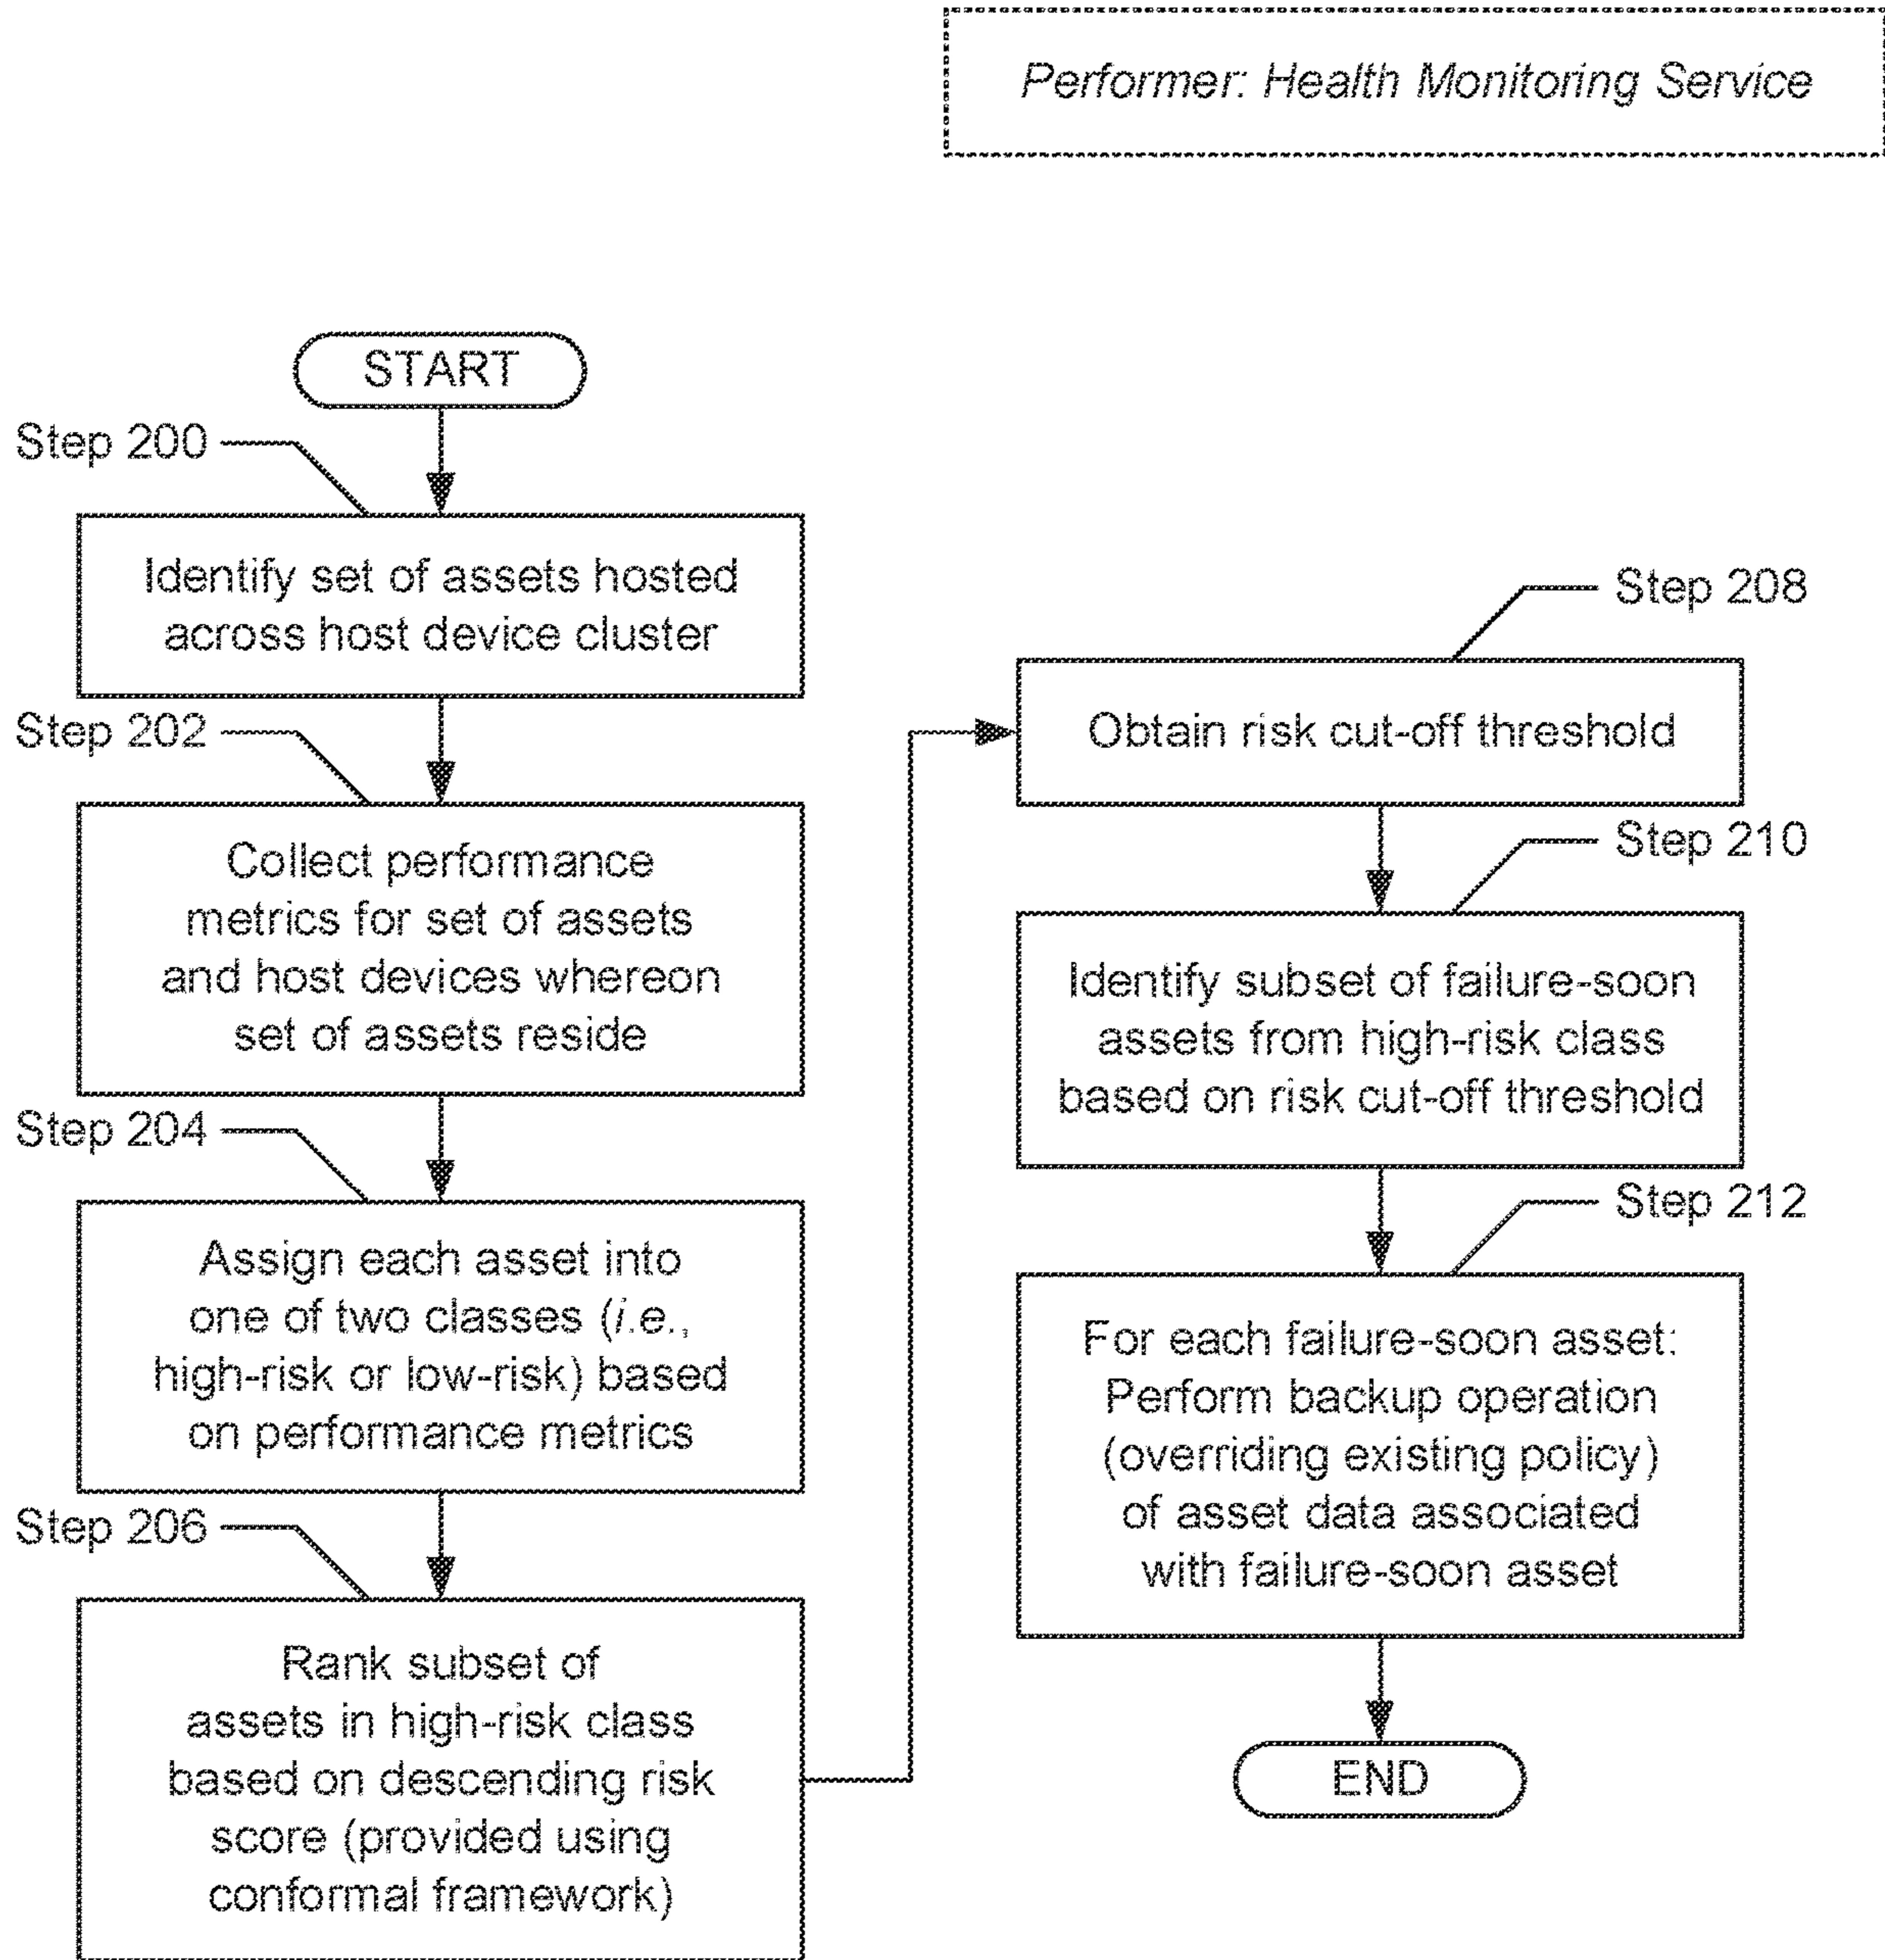 Performer: Health Monitoring Service
START
Step 200
Identify set of assets hosted
across host device cluster
Step 202
Collect performance
metrics for set of assets
and host devices whereon
set of assets reside
Step 204
Assign each asset into
one of two classes (i.e.,
high-risk or low-risk) based
on performance metrics
Step 206
Rank subset of
assets in high-risk class
based on descending risk
score (provided using
conformal framework)
Step 208
Obtain risk cut-off threshold
Step 210
Identify subset of failure-soon
assets from high-risk class
based on risk cut-off threshold
Step 212
For each failure-soon asset:
Perform backup operation
(overriding existing policy)
of asset data associated
with failure-soon asset
END